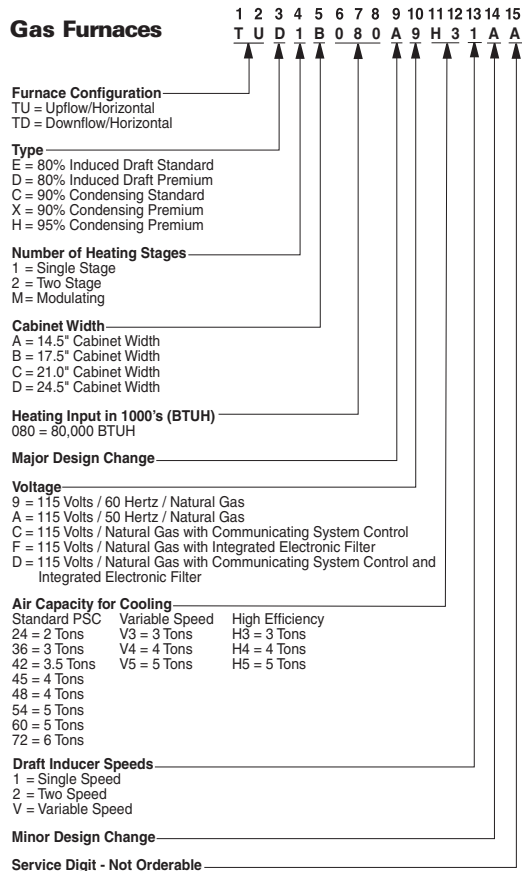 Gas Furnaces
1 2 3 4 5 6 7 8 9 10 11 12 13 14 15
T U D 1 B 0 8 0 A 9 H 3 1 A A
Furnace Configuration
TU = Upflow/Horizontal
TD = Downflow/Horizontal
Type
E = 80% Induced Draft Standard
D = 80% Induced Draft Premium
C = 90% Condensing Standard
X = 90% Condensing Premium
H = 95% Condensing Premium
Number of Heating Stages
1 = Single Stage
2 = Two Stage
M= Modulating
Cabinet Width
A = 14.5" Cabinet Width
B = 17.5" Cabinet Width
C = 21.0" Cabinet Width
D = 24.5" Cabinet Width
Heating Input in 1000's (BTUH)
080 = 80,000 BTUH
Major Design Change
Voltage
9 = 115 Volts / 60 Hertz / Natural Gas
A = 115 Volts / 50 Hertz / Natural Gas
C = 115 Volts / Natural Gas with Communicating System Control
F = 115 Volts / Natural Gas with Integrated Electronic Filter
D = 115 Volts / Natural Gas with Communicating System Control and
Integrated Electronic Filter
Air Capacity for Cooling
Standard PSC Variable Speed High Efficiency
24 = 2 Tons V3 = 3 Tons H3 = 3 Tons
36 = 3 Tons V4 = 4 Tons H4 = 4 Tons
42 = 3.5 Tons V5 = 5 Tons H5 = 5 Tons
45 = 4 Tons
48 = 4 Tons
54 = 5 Tons
60 = 5 Tons
72 = 6 Tons
Draft Inducer Speeds
1 = Single Speed
2 = Two Speed
V = Variable Speed
Minor Design Change
Service Digit - Not Orderable